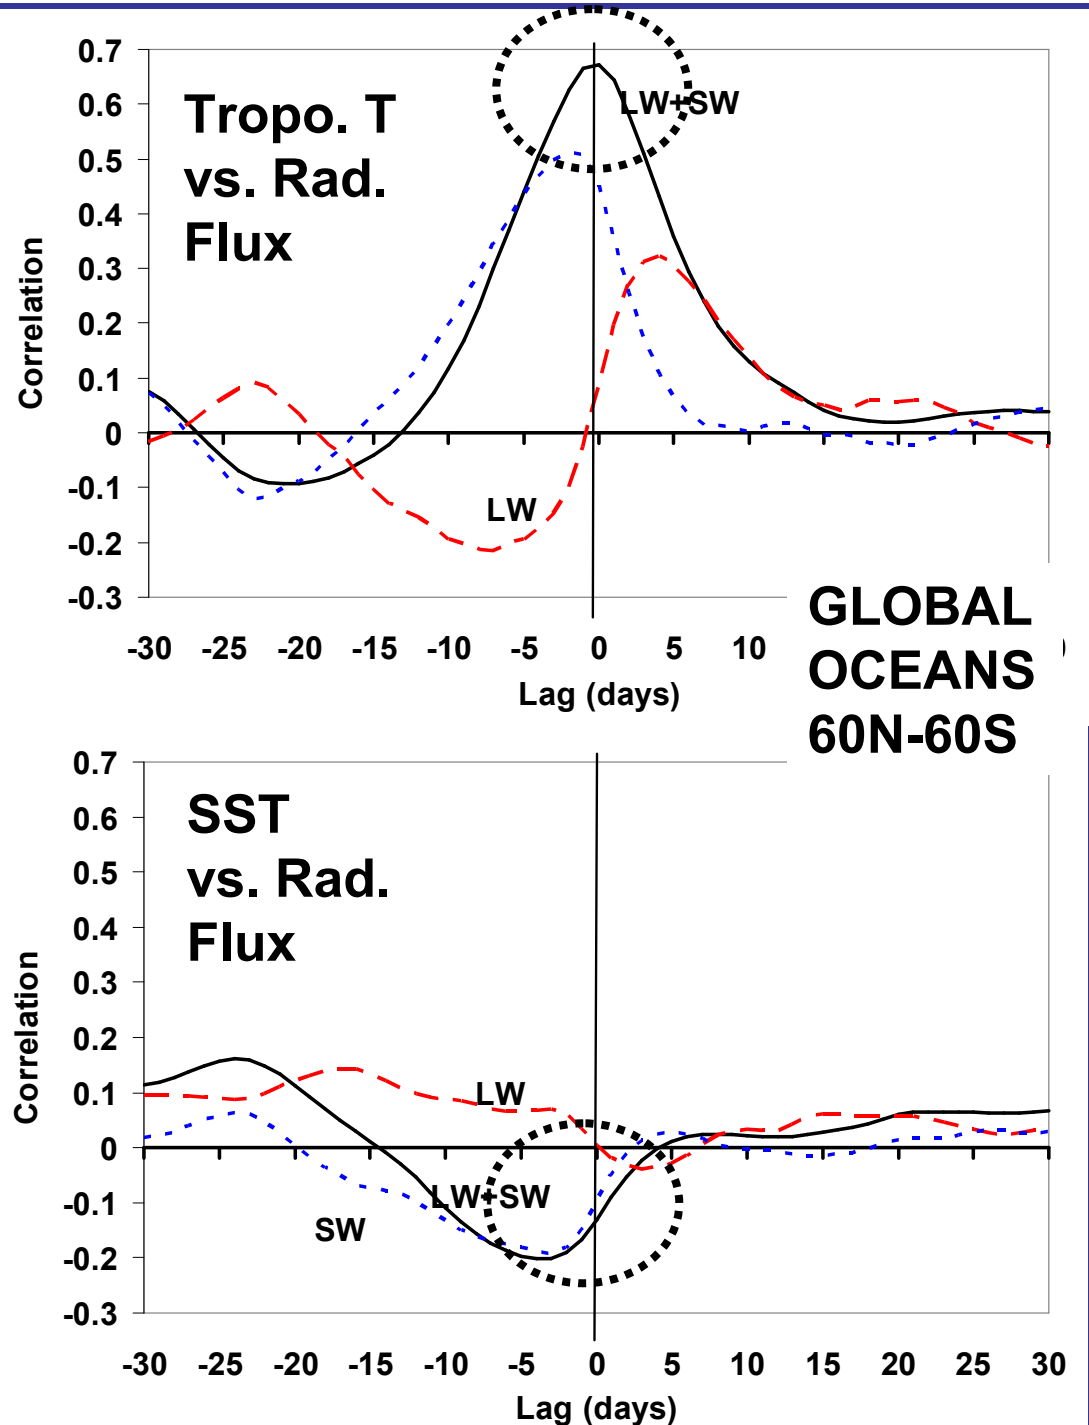 0.7
0.6
0.5
0.4
0.3
0.2
0.1
0
-0.1
-0.2
-0.3
Correlation
Tropo. T
vs. Rad.
Flux
LW+SW
LW
-30 -25 -20 -15 -10 -5 0 5 10
Lag (days)
GLOBAL
OCEANS
60N-60S
0.7
0.6
0.5
0.4
0.3
0.2
0.1
0
-0.1
-0.2
-0.3
Correlation
SST
vs. Rad.
Flux
LW
LW+SW
SW
-30 -25 -20 -15 -10 -5 0 5 10 15 20 25 30
Lag (days)